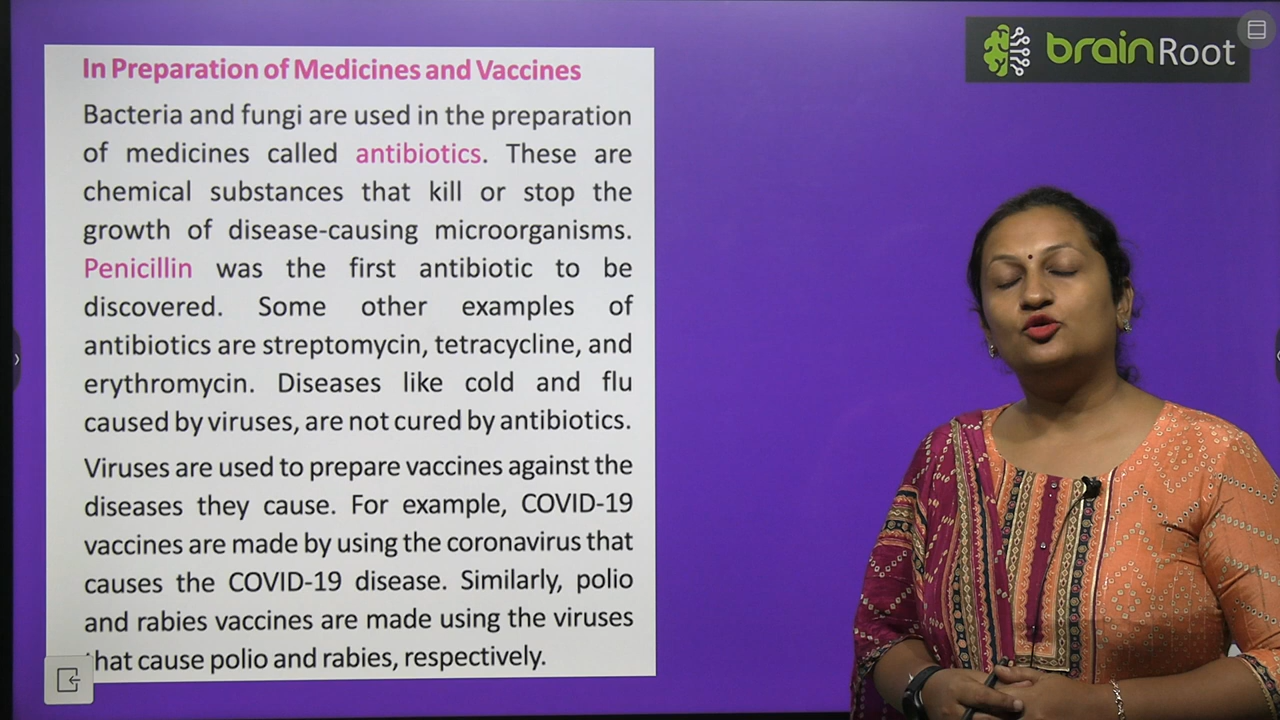 brainRoot
In Preparation of Medicines and Vaccines
Bacteria and fungi are used in the preparation
of medicines called antibiotics. These are
chemical substances that kill or stop the
growth of disease-causing microorganisms.
Penicillin was the first antibiotic to be
discovered. Some other examples of
antibiotics are streptomycin, tetracycline, and
erythromycin. Diseases like cold and flu
caused by viruses, are not cured by antibiotics.
Viruses are used to prepare vaccines against the
diseases they cause. For example, COVID-19
vaccines are made by using the coronavirus that
causes the COVID-19 disease. Similarly, polio
and rabies vaccines are made using the viruses
that cause polio and rabies, respectively.